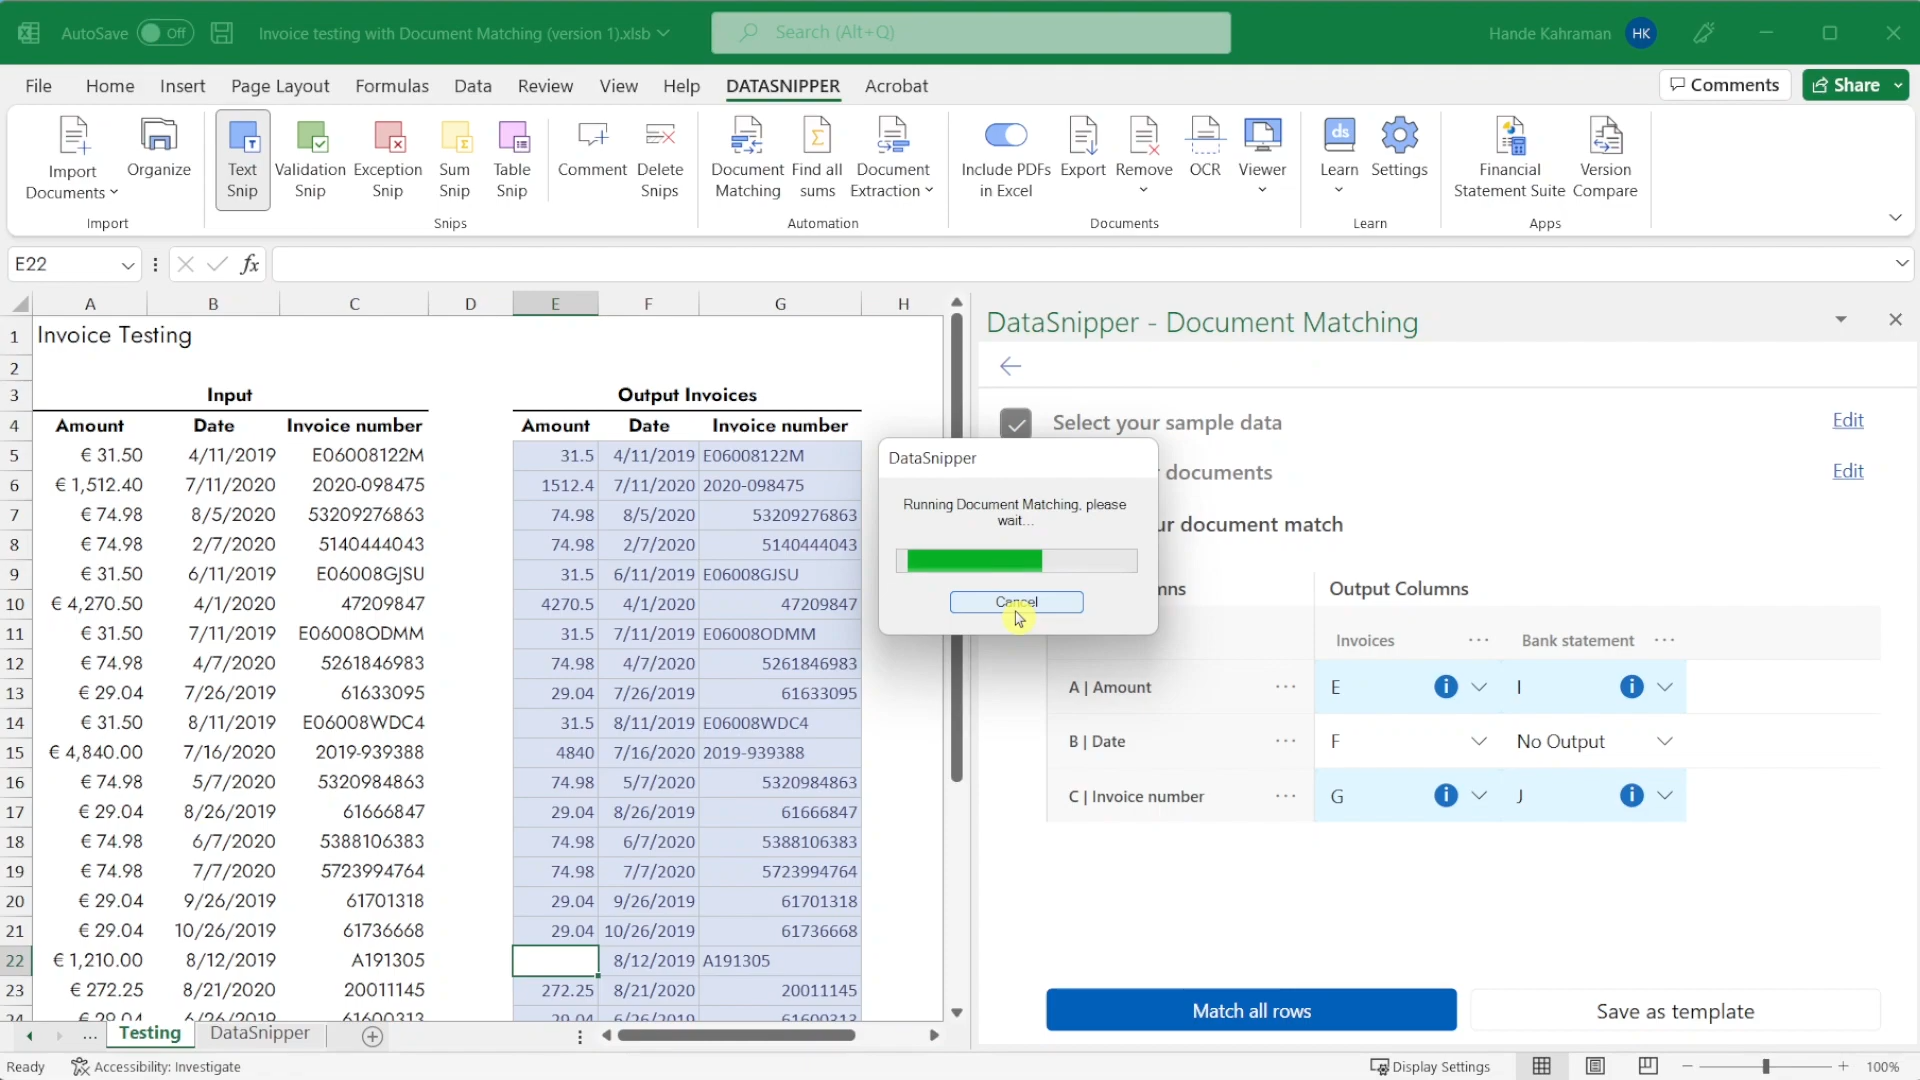 AutoSave Off Invoice testing with Document Matching (version 1).xlsb Search (Alt+Q) Hande Kahraman HK
File Home Insert Page Layout Formulas Data Review View Help DATASNIPPER Acrobat Comments Share
Import Documents Organize Text Snip Validation Snip Exception Snip Sum Snip Table Snip Comment Delete Snips Document Matching Find all sums Document Extraction Include PDFs in Excel Export Remove OCR Viewer Learn Settings Financial Statement Suite Version Compare
Import Snips Automation Documents Learn Apps
E22 fx
A B C D E F G H
DataSnipper - Document Matching
1 Invoice Testing
2
3 Input Output Invoices
4 Amount Date Invoice number Amount Date Invoice number
5 € 31.50 4/11/2019 E06008122M 31.5 4/11/2019 E06008122M
6 € 1,512.40 7/11/2020 2020-098475 1512.4 7/11/2020 2020-098475
7 € 74.98 8/5/2020 53209276863 74.98 8/5/2020 53209276863
8 € 74.98 2/7/2020 5140444043 74.98 2/7/2020 5140444043
9 € 31.50 6/11/2019 E06008GJSU 31.5 6/11/2019 E06008GJSU
10 € 4,270.50 4/1/2020 47209847 4270.5 4/1/2020 47209847
11 € 31.50 7/11/2019 E06008ODMM 31.5 7/11/2019 E06008ODMM
12 € 74.98 4/7/2020 5261846983 74.98 4/7/2020 5261846983
13 € 29.04 7/26/2019 61633095 29.04 7/26/2019 61633095
14 € 31.50 8/11/2019 E06008WDC4 31.5 8/11/2019 E06008WDC4
15 € 4,840.00 7/16/2020 2019-939388 4840 7/16/2020 2019-939388
16 € 74.98 5/7/2020 5320984863 74.98 5/7/2020 5320984863
17 € 29.04 8/26/2019 61666847 29.04 8/26/2019 61666847
18 € 74.98 6/7/2020 5388106383 74.98 6/7/2020 5388106383
19 € 74.98 7/7/2020 5723994764 74.98 7/7/2020 5723994764
20 € 29.04 9/26/2019 61701318 29.04 9/26/2019 61701318
21 € 29.04 10/26/2019 61736668 29.04 10/26/2019 61736668
22 € 1,210.00 8/12/2019 A191305 8/12/2019 A191305
23 € 272.25 8/21/2020 20011145 272.25 8/21/2020 20011145
24 € 29.04 6/26/2019 61600313 29.04 6/26/2019 61600313
Select your sample data Edit
documents Edit
ur document match
DataSnipper
Running Document Matching, please
wait...
Cancel
mns Output Columns
Invoices ... Bank statement ...
A | Amount ... E i I i
B | Date ... F No Output
C | Invoice number ... G i J i
Match all rows Save as template
... Testing DataSnipper
Ready Accessibility: Investigate Display Settings 100%